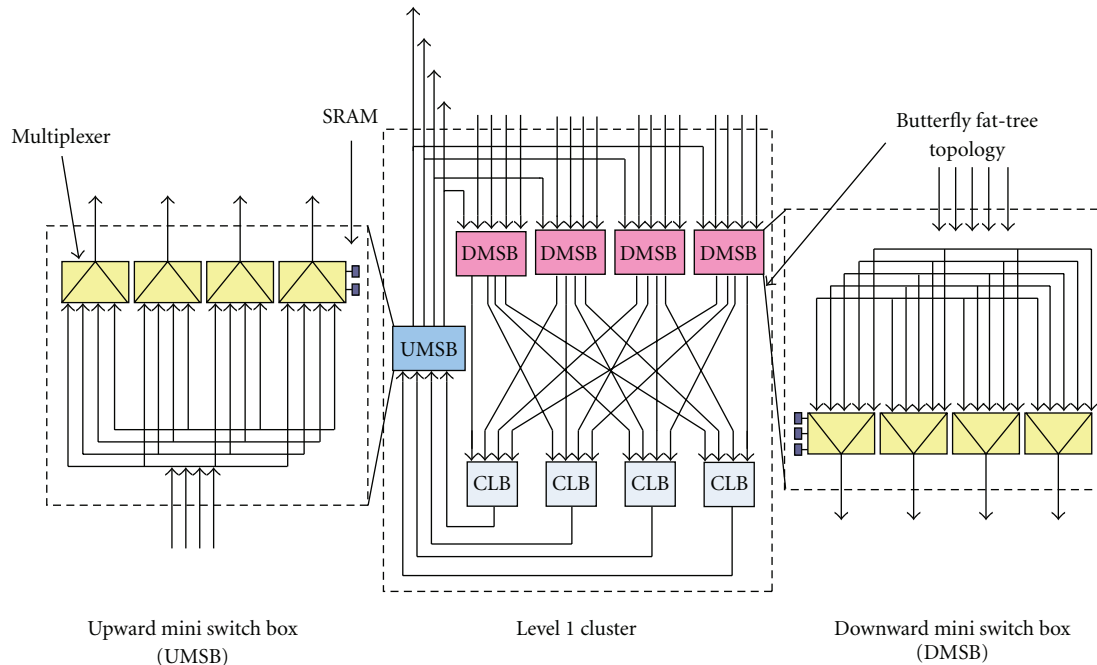 SRAM
Multiplexer
Butterfly fat-tree
topology
DMSB
DMSB
DMSB
DMSB
UMSB
CLB
CLB
CLB
CLB
Upward mini switch box
(UMSB)
Level 1 cluster
Downward mini switch box
(DMSB)